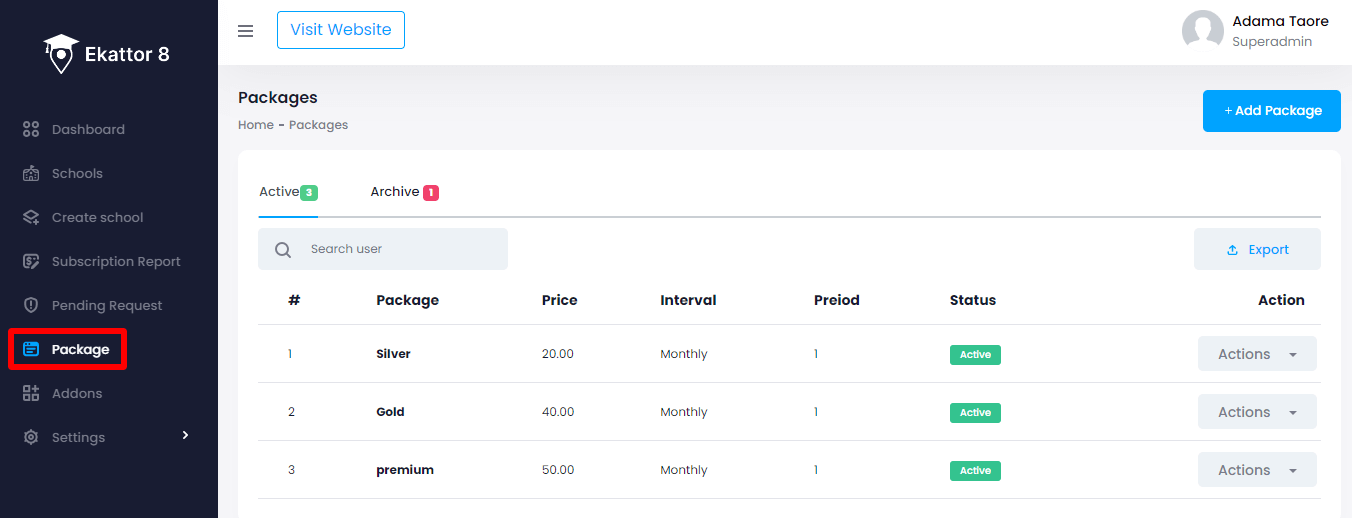 Ekattor 8
Dashboard
Schools
Create school
Subscription Report
Pending Request
Package
Addons
Settings
Visit Website
Adama Taore
Superadmin
Packages
Home - Packages
+ Add Package
Active 3 Archive 1
Search user
Export
# Package Price Interval Preiod Status Action
1 Silver 20.00 Monthly 1 Active Actions
2 Gold 40.00 Monthly 1 Active Actions
3 premium 50.00 Monthly 1 Active Actions